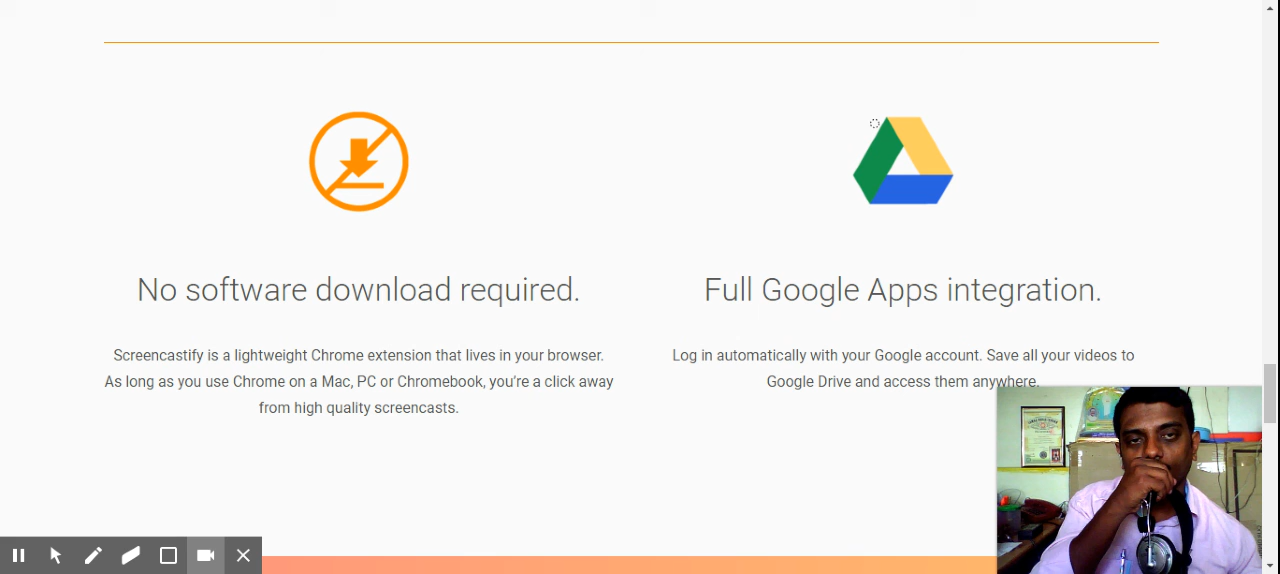 No software download required.
Screencastify is a lightweight Chrome extension that lives in your browser.
As long as you use Chrome on a Mac, PC or Chromebook, you're a click away
from high quality screencasts.
Full Google Apps integration.
Log in automatically with your Google account. Save all your videos to
Google Drive and access them anywhere.